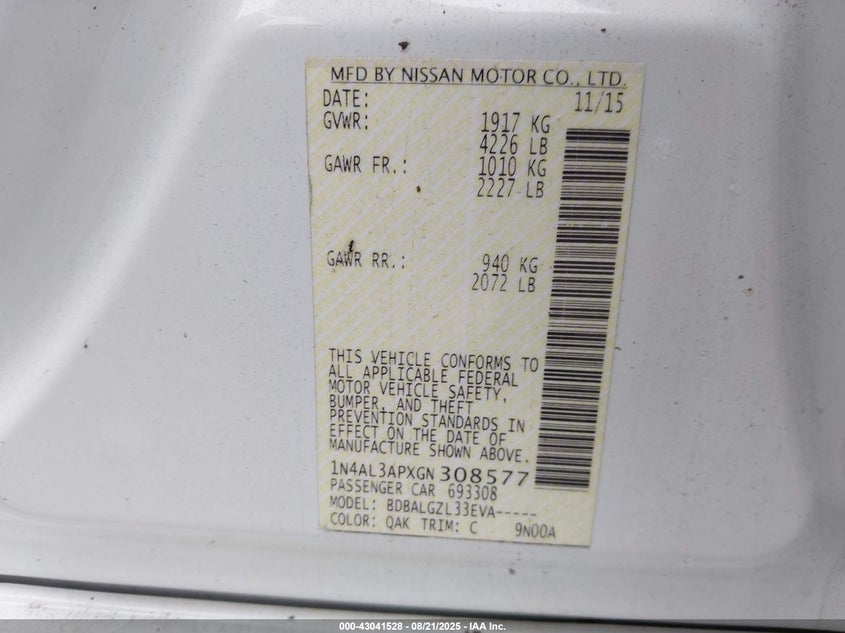 MFD BY NISSAN MOTOR CO., LTD.
DATE: 11/15
GVWR: 1917 KG
4226 LB
GAWR FR.: 1010 KG
2227 LB
GAWR RR.: 940 KG
2072 LB
THIS VEHICLE CONFORMS TO
ALL APPLICABLE FEDERAL
MOTOR VEHICLE SAFETY,
BUMPER, AND THEFT
PREVENTION STANDARDS IN
EFFECT ON THE DATE OF
MANUFACTURE SHOWN ABOVE.
1N4AL3APXGN308577
PASSENGER CAR 693308
MODEL: BDBALGZL33EVA-----
COLOR: QAK TRIM: C 9N00A
000-43041528 - 08/21/2025 - IAA Inc.